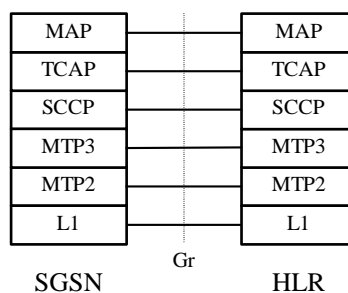 MAP MAP
TCAP TCAP
SCCP SCCP
MTP3 MTP3
MTP2 MTP2
L1 L1
Gr
SGSN HLR